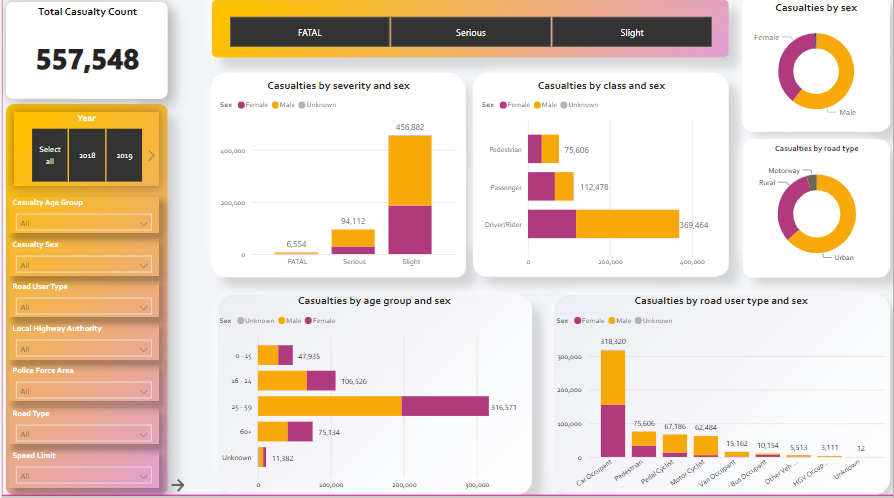 Total Casualty Count
557,548
FATAL
Serious
Slight
Year
Select all
2018
2019
Casualty Age Group
All
Casualty Sex
All
Road User Type
All
Local Highway Authority
All
Police Force Area
All
Road Type
All
Speed Limit
All
Casualties by severity and sex
Sex Female Male Unknown
400,000
200,000
0
6,554
94,112
456,882
FATAL
Serious
Slight
Casualties by class and sex
Sex Female Male Unknown
Pedestrian
75,606
Passenger
112,478
Driver/Rider
369,464
0
200,000
400,000
Casualties by sex
Female
Male
Casualties by road type
Motorway
Rural
Urban
Casualties by age group and sex
Sex Unknown Male Female
0 - 15
47,935
16 - 24
106,526
25 - 59
316,571
60+
75,134
Unknown
11,382
0
100,000
200,000
300,000
Casualties by road user type and sex
Sex Female Male Unknown
300,000
200,000
100,000
0
318,320
75,606
67,186
62,484
15,162
10,154
5,513
3,111
12
Car Occupant
Pedestrian
Pedal Cyclist
Motor Cyclist
Van Occupant
Bus Occupant
Other Veh...
HGV Occup...
Unknown